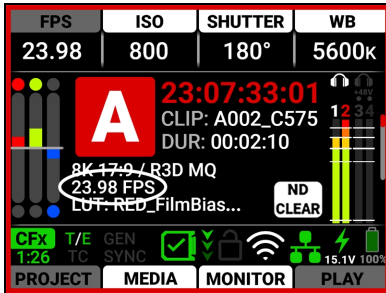 FPS ISO SHUTTER WB
23.98 800 180° 5600K
A
23:07:33:01
CLIP: A002_C575
DUR: 00:02:10
+48V
1 2 3 4
8K 17:9 / R3D MQ
23.98 FPS
LUT: RED_FilmBias...
ND
CLEAR
CFx T/E GEN
1:26 TC SYNC
15.1V 100%
PROJECT MEDIA MONITOR PLAY